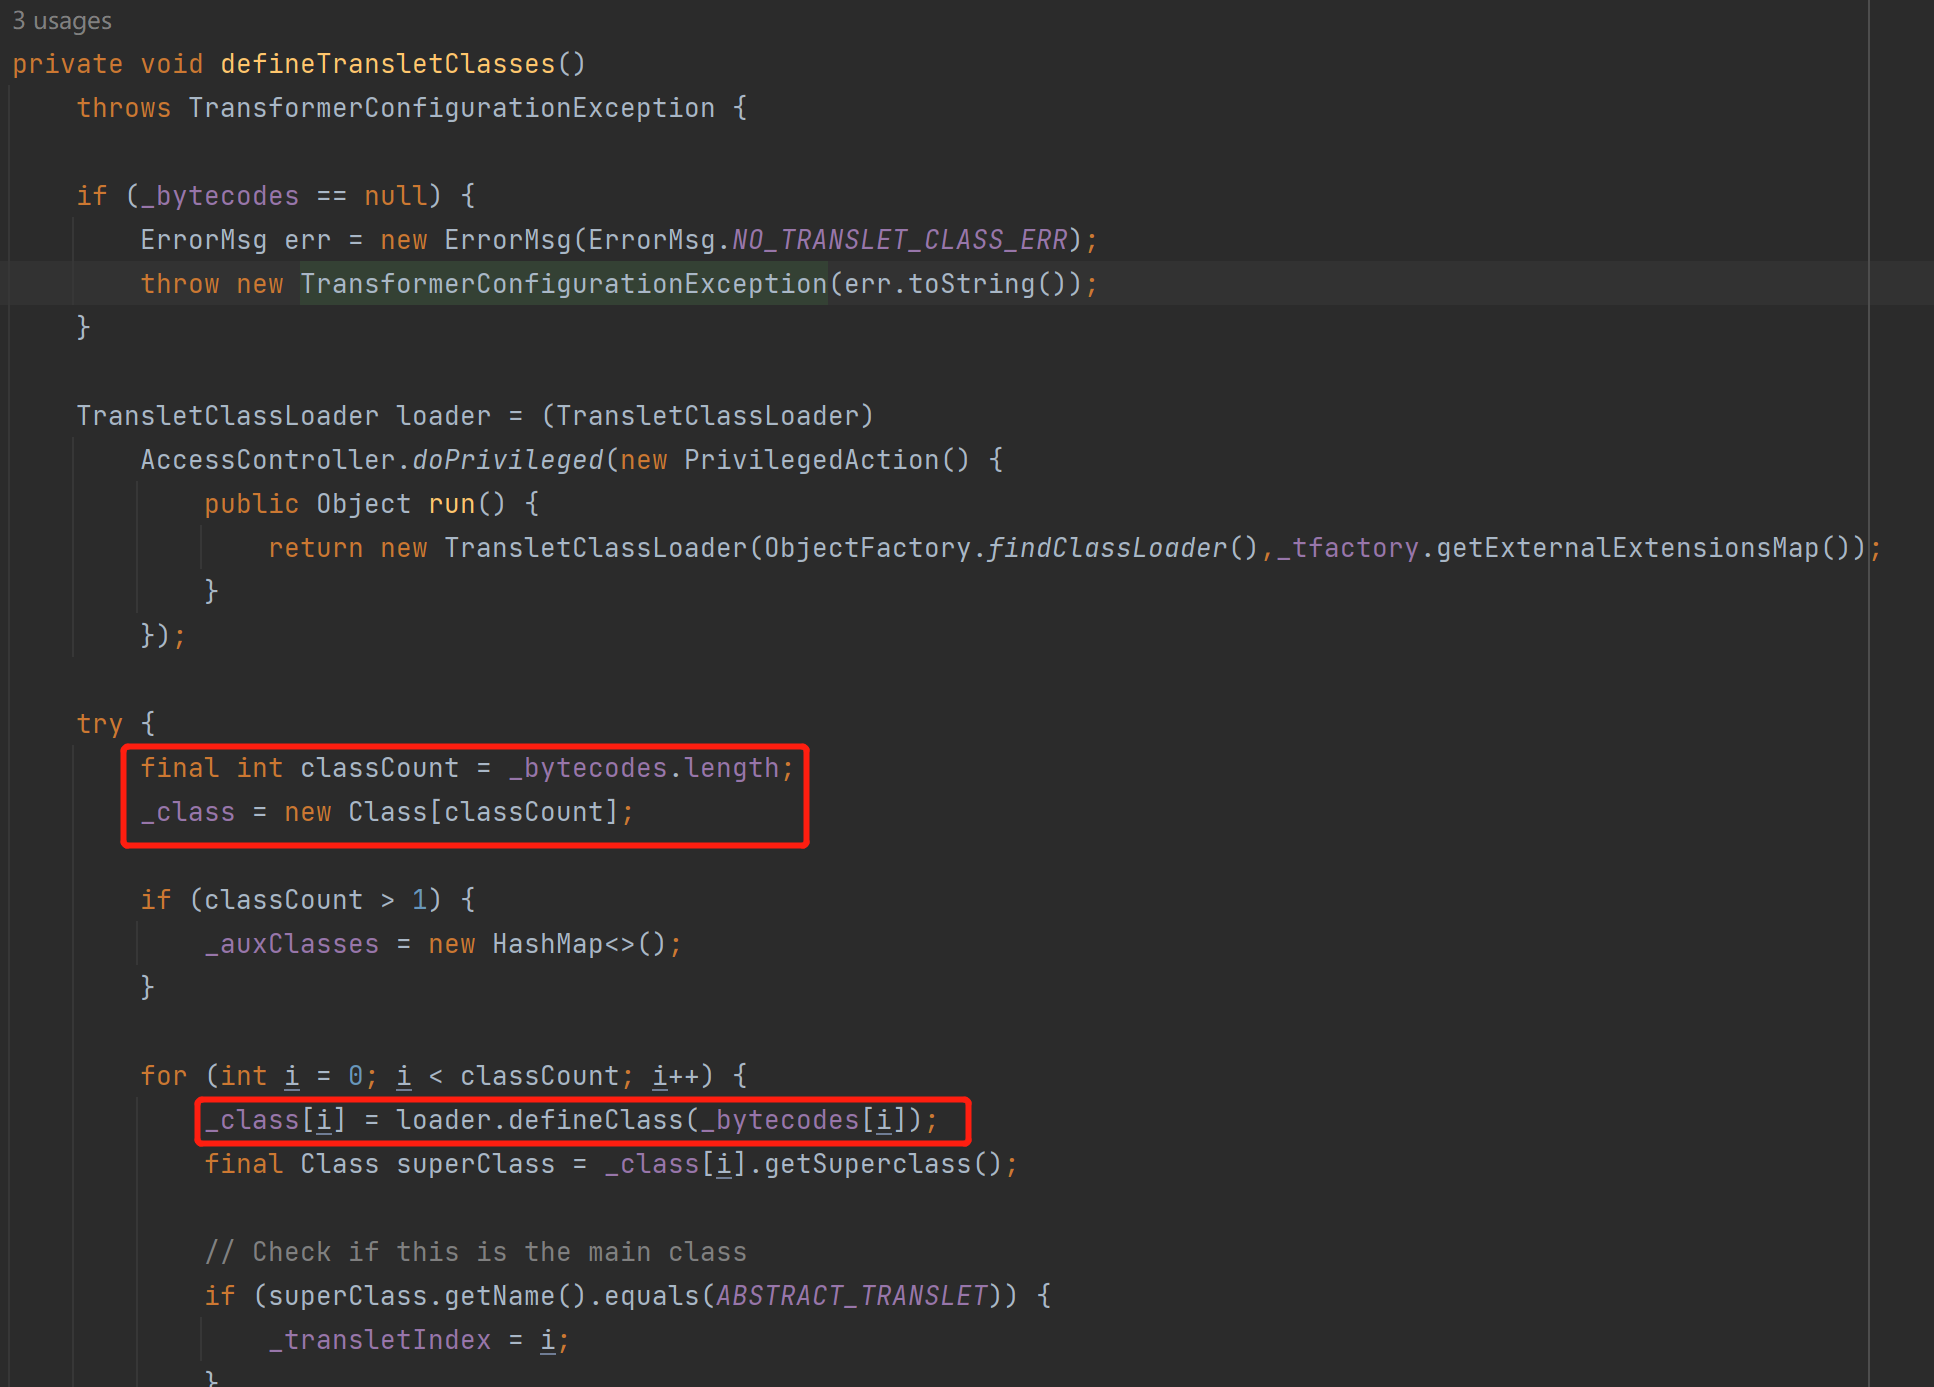 3 usages
private void defineTransletClasses()
    throws TransformerConfigurationException {

    if (_bytecodes == null) {
        ErrorMsg err = new ErrorMsg(ErrorMsg.NO_TRANSLET_CLASS_ERR);
        throw new TransformerConfigurationException(err.toString());
    }

    TransletClassLoader loader = (TransletClassLoader)
        AccessController.doPrivileged(new PrivilegedAction() {
            public Object run() {
                return new TransletClassLoader(ObjectFactory.findClassLoader(),_tfactory.getExternalExtensionsMap());
            }
        });

    try {
        final int classCount = _bytecodes.length;
        _class = new Class[classCount];

        if (classCount > 1) {
            _auxClasses = new HashMap<>();
        }

        for (int i = 0; i < classCount; i++) {
            _class[i] = loader.defineClass(_bytecodes[i]);
            final Class superClass = _class[i].getSuperclass();

            // Check if this is the main class
            if (superClass.getName().equals(ABSTRACT_TRANSLET)) {
                _transletIndex = i;
            }